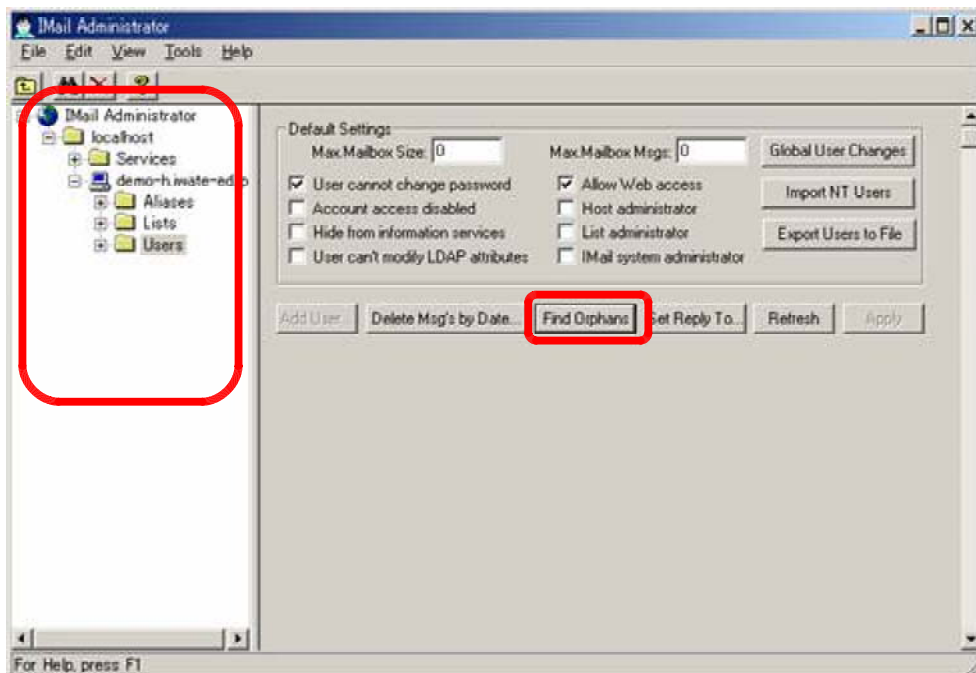 IMail Administrator
File Edit View Tools Help
IMail Administrator
localhost
Services
Aliases
Lists
Users
Default Settings
Max Mailbox Size: 0
Max Mailbox Msgs: 0
Global User Changes
User cannot change password
Allow Web access
Import NT Users
Account access disabled
Host administrator
Hide from information services
List administrator
Export Users to File
User can't modify LDAP attributes
IMail system administrator
Add User...
Delete Msg's by Date...
Find Orphans
Set Reply To...
Refresh
Apply
For Help, press F1